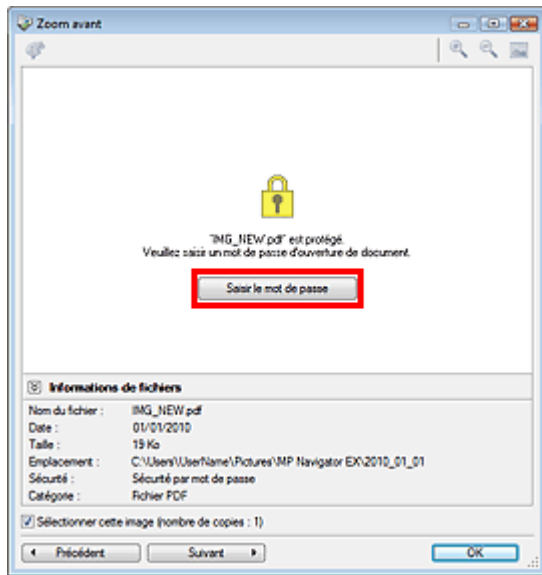 Zoom avant
"IMG_NEW.pdf" est protégé.
Veuillez saisir un mot de passe d'ouverture de document.
Saisir le mot de passe
Informations de fichiers
Nom du fichier : IMG_NEW.pdf
Date : 01/01/2010
Taille : 19 Ko
Emplacement : C:\Users\UserName\Pictures\MP Navigator EX\2010_01_01
Sécurité : Sécurité par mot de passe
Catégorie : Fichier PDF
Sélectionner cette image (nombre de copies : 1)
Précédent Suivant OK